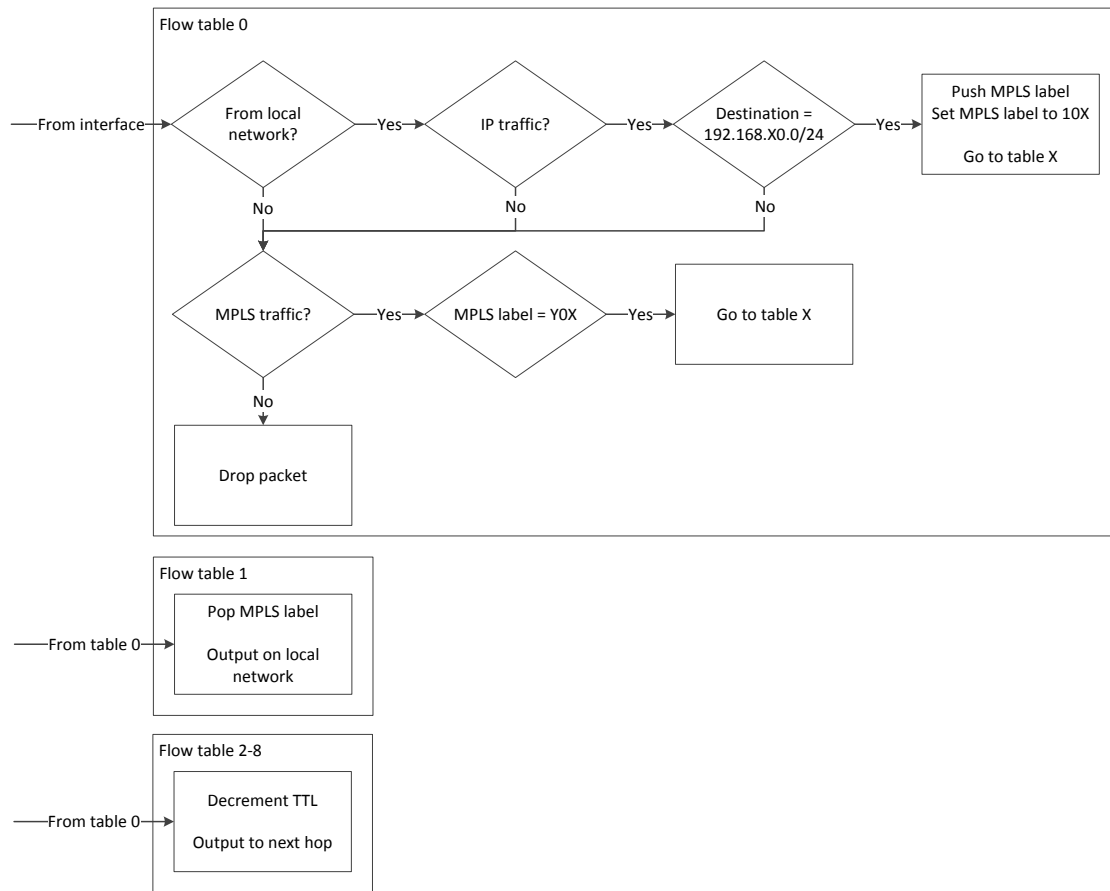 Flow table 0
From interface
From local
network?
Yes
IP traffic?
Yes
Destination =
192.168.X0.0/24
Yes
Push MPLS label
Set MPLS label to 10X
Go to table X
No
No
No
MPLS traffic?
Yes
MPLS label = Y0X
Yes
Go to table X
No
Drop packet
Flow table 1
From table 0
Pop MPLS label
Output on local
network
Flow table 2-8
From table 0
Decrement TTL
Output to next hop